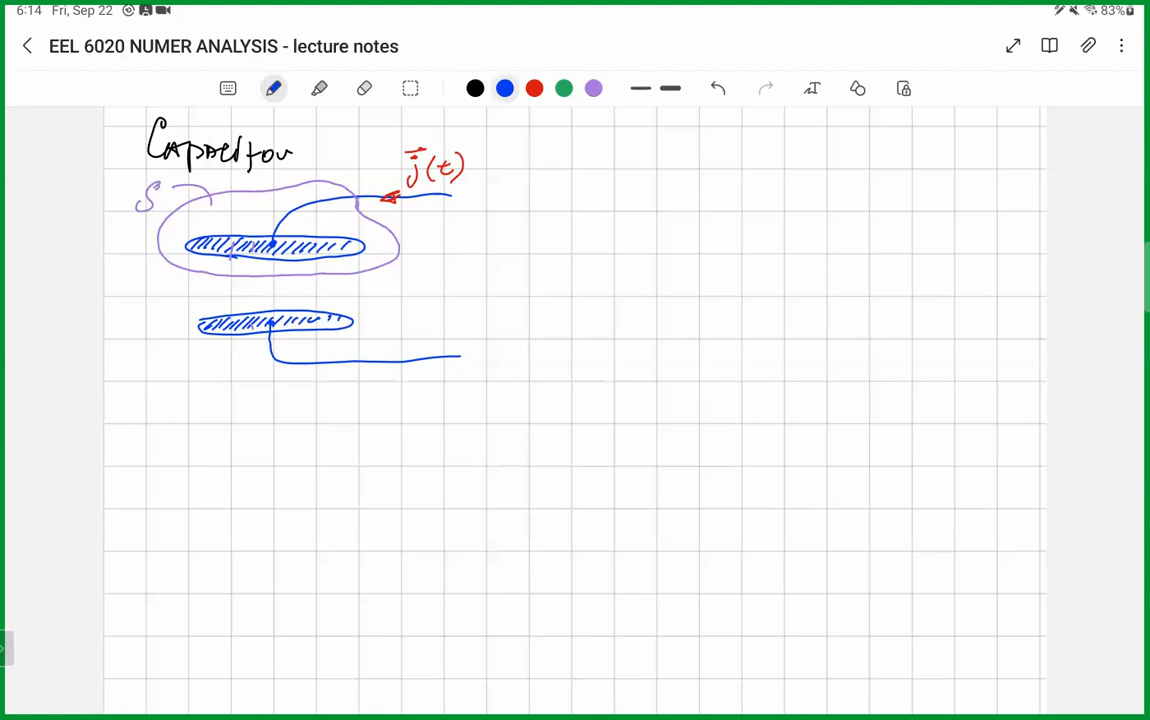 6:14 Fri, Sep 22 83%
EEL 6020 NUMER ANALYSIS - lecture notes
Capacitor
S
j(t)